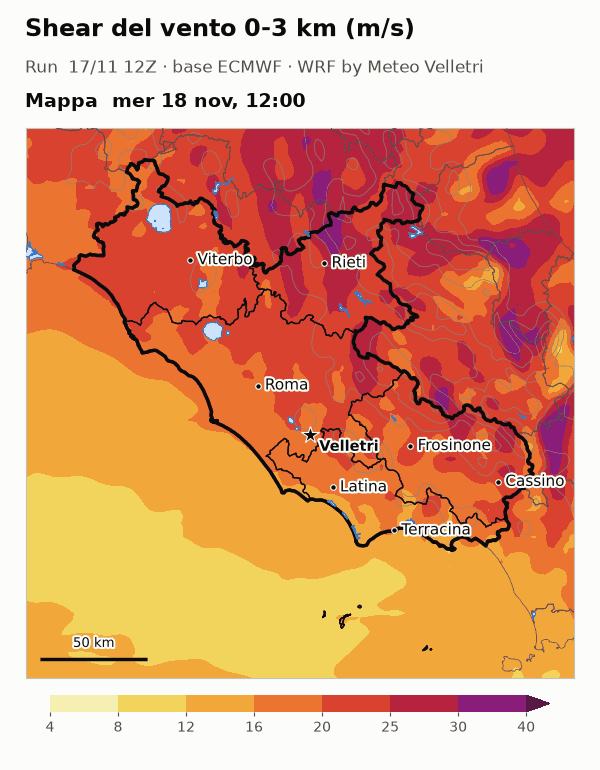 Shear del vento 0-3 km (m/s)
Run  17/11 12Z · base ECMWF · WRF by Meteo Velletri
Mappa  mer 18 nov, 12:00
Viterbo
Rieti
Roma
Velletri
Frosinone
Cassino
Latina
Terracina
50 km
4 8 12 16 20 25 30 40